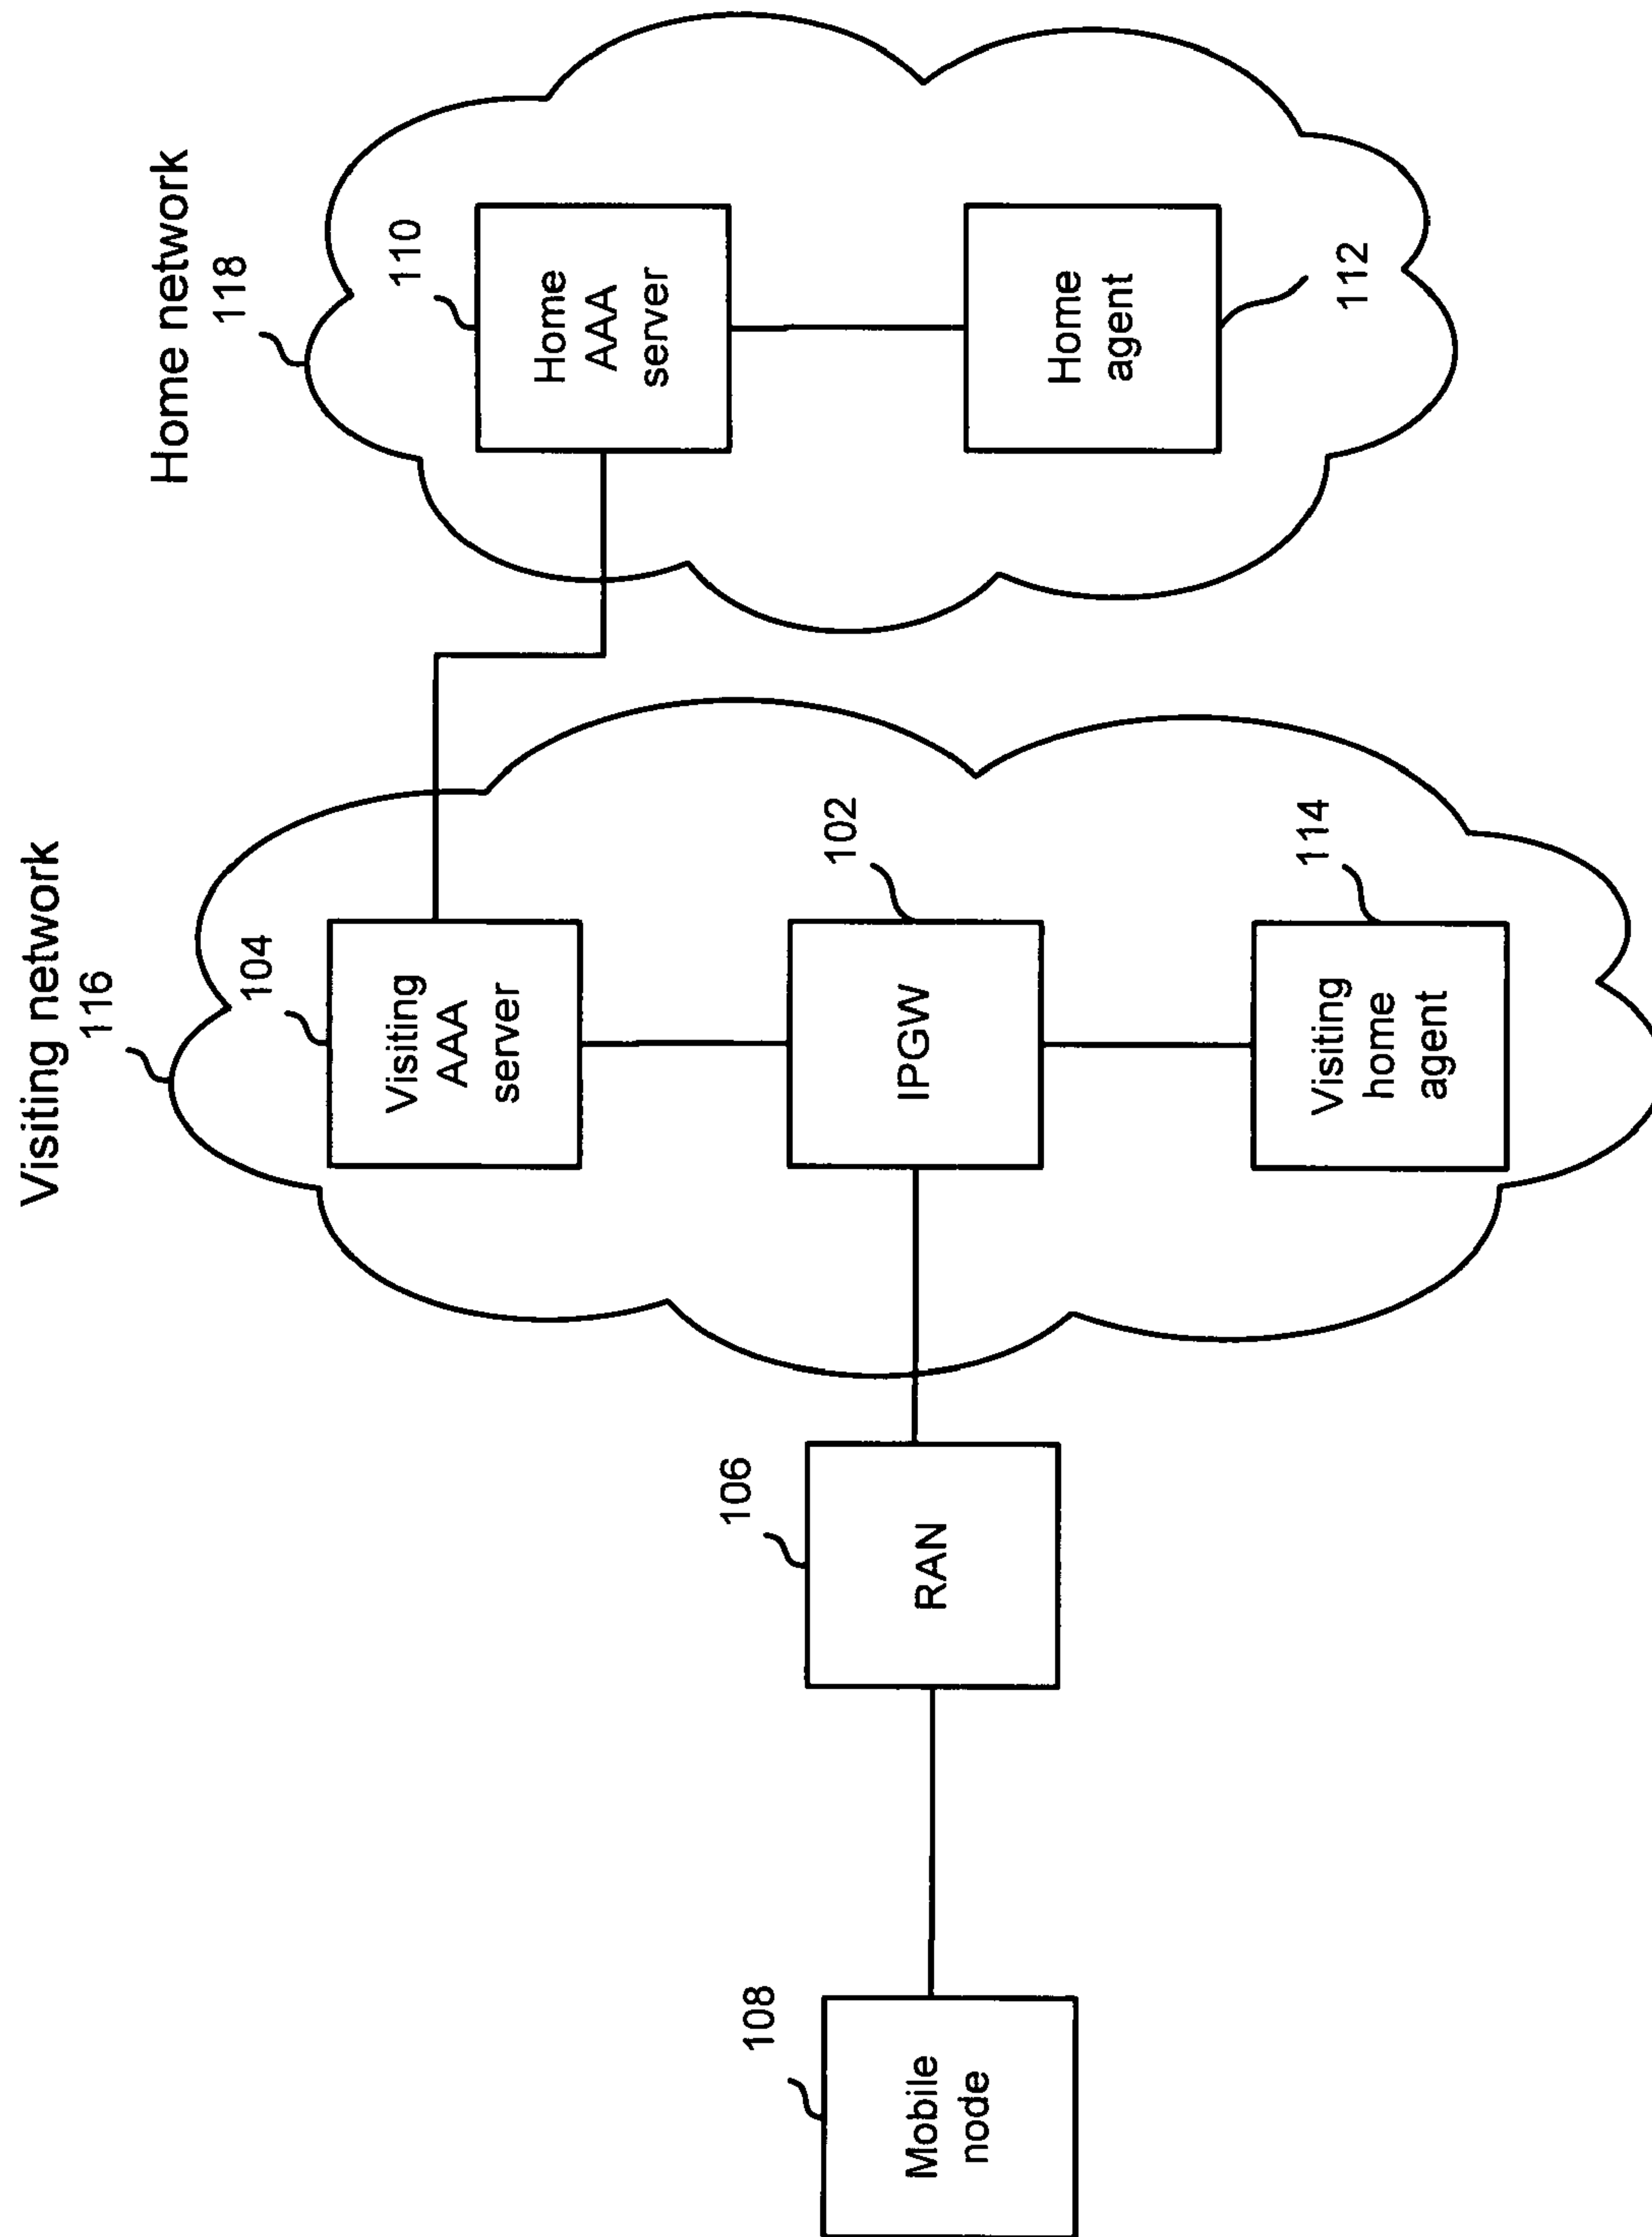 Home network
118
Visiting network
116
110
Home
AAA
server
104
Visiting
AAA
server
102
IPGW
106
RAN
108
Mobile
node
Home
agent
112
114
Visiting
home
agent